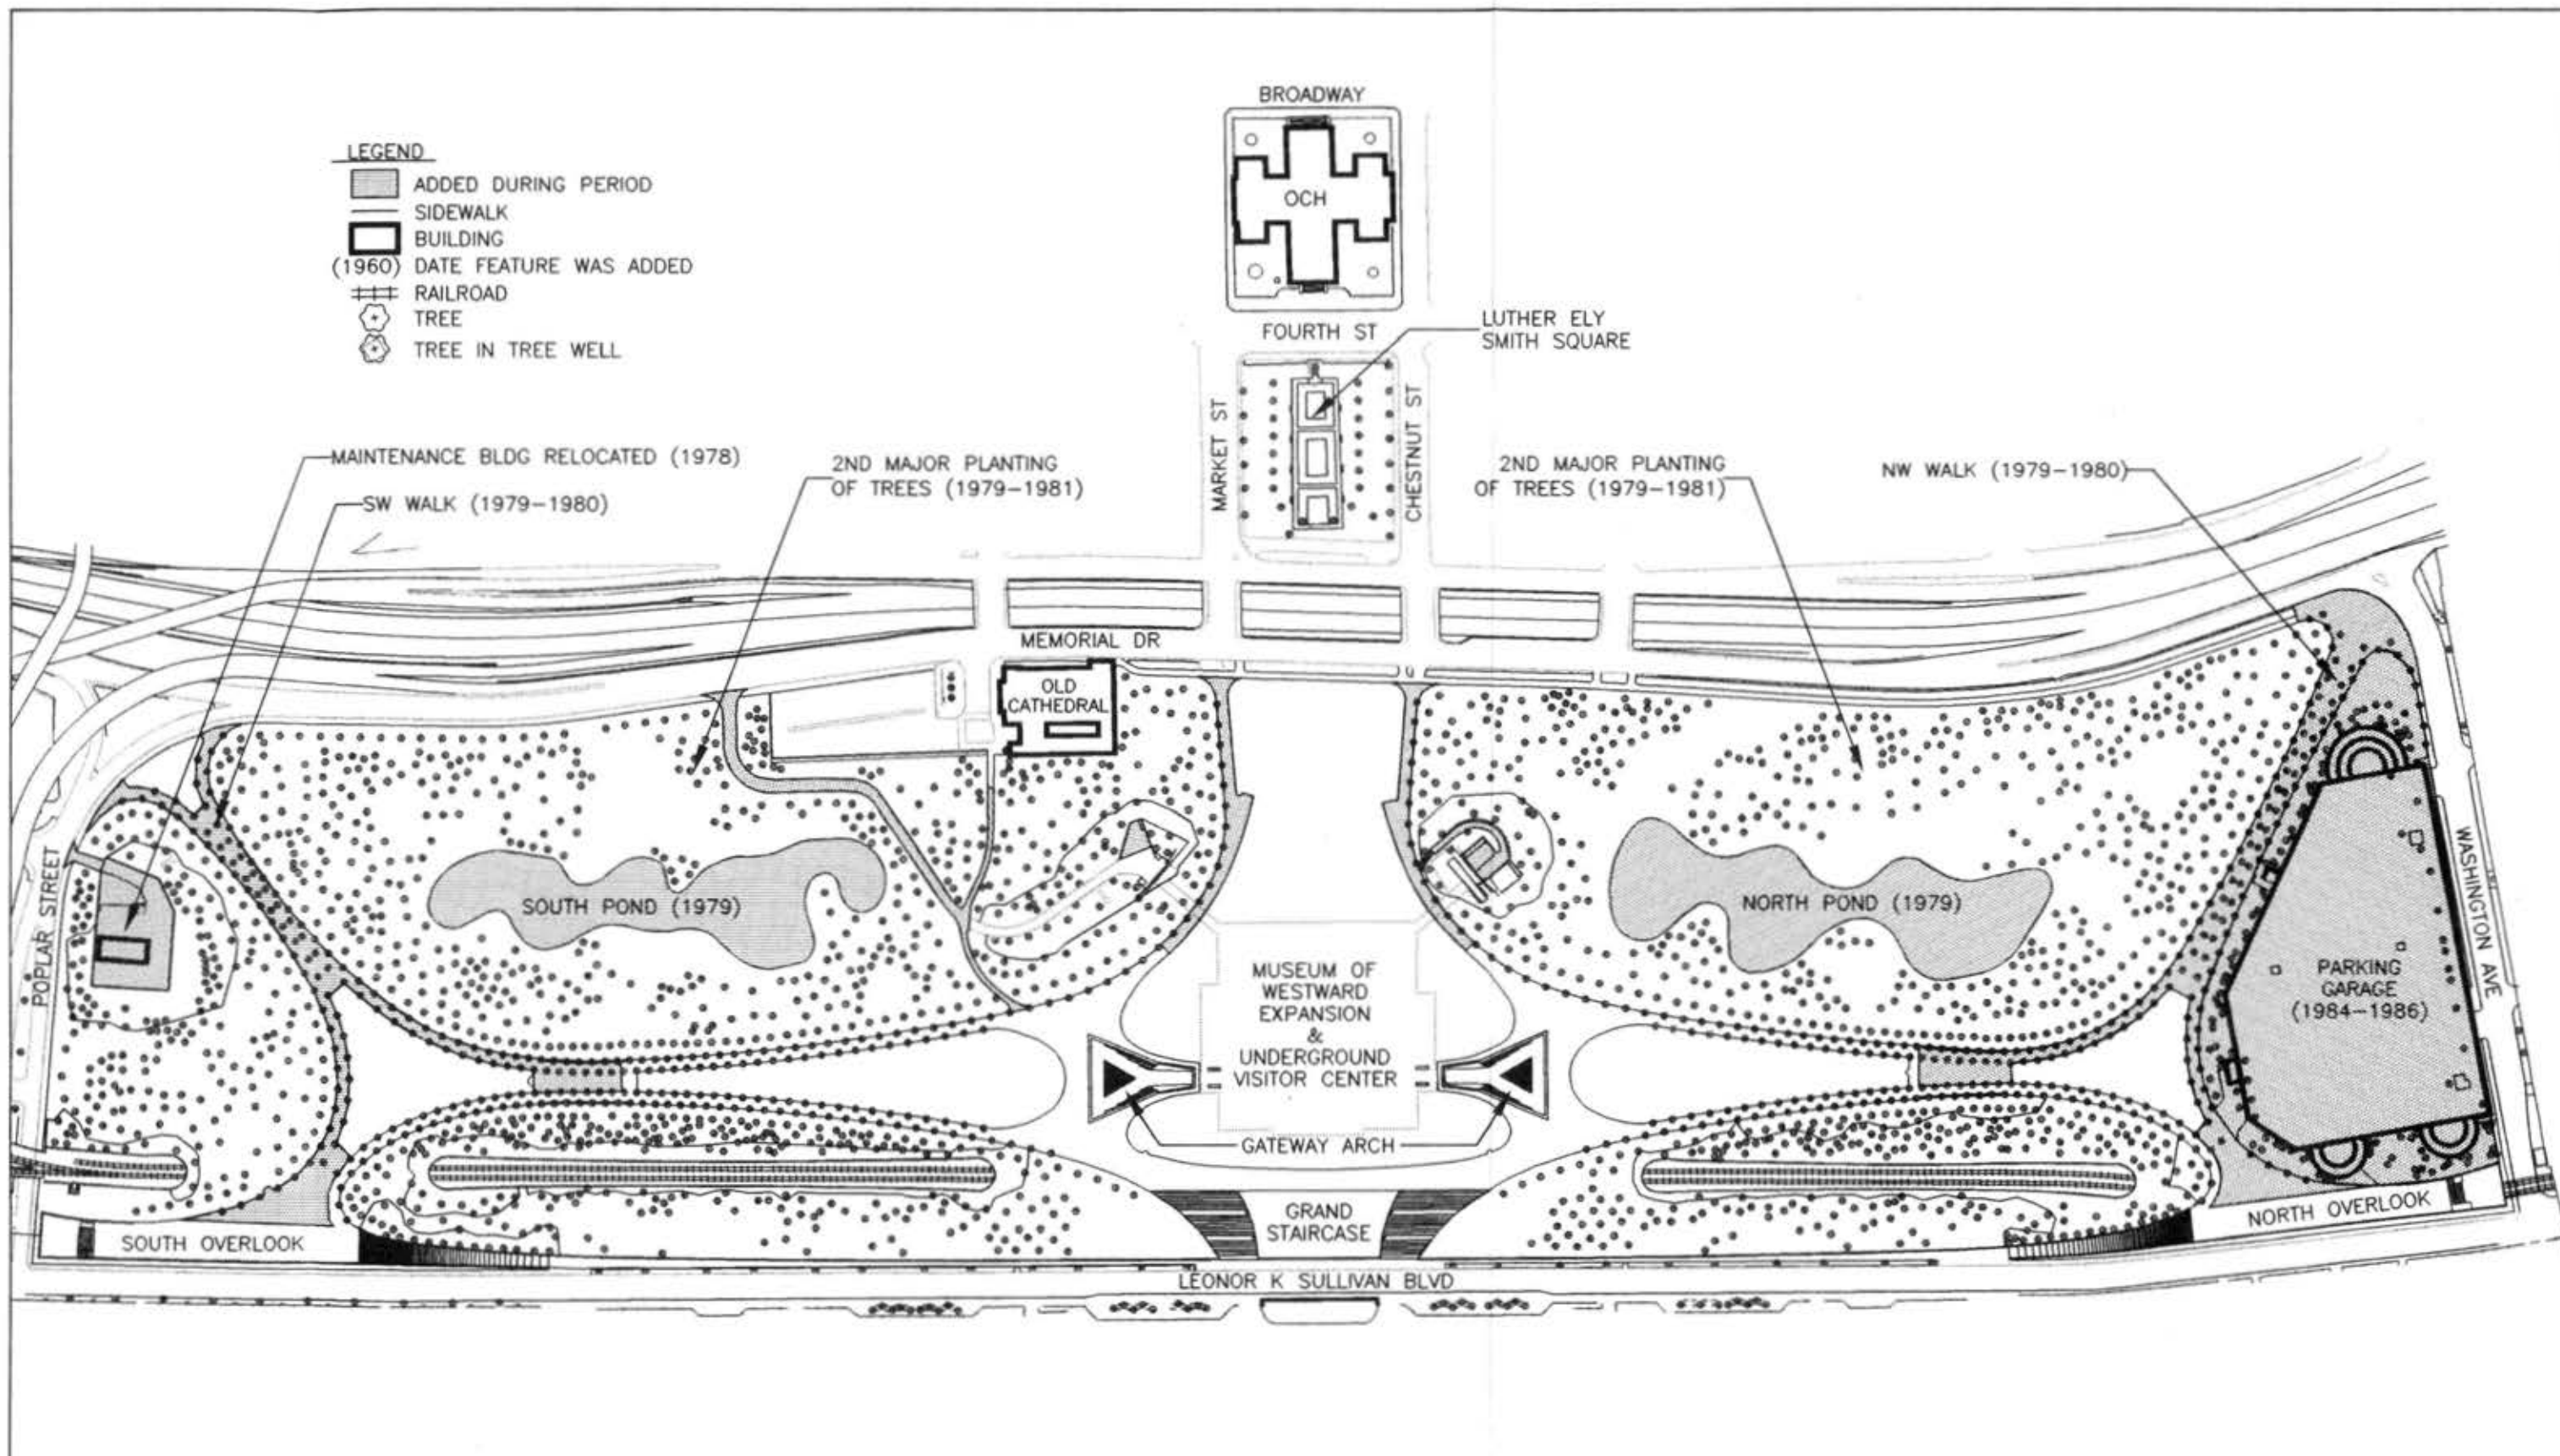 BROADWAY
OCH
FOURTH ST
LUTHER ELY
SMITH SQUARE
MARKET ST
CHESTNUT ST
LEGEND
ADDED DURING PERIOD
SIDEWALK
BUILDING
(1960) DATE FEATURE WAS ADDED
RAILROAD
TREE
TREE IN TREE WELL
MAINTENANCE BLDG RELOCATED (1978)
SW WALK (1979-1980)
2ND MAJOR PLANTING
OF TREES (1979-1981)
2ND MAJOR PLANTING
OF TREES (1979-1981)
NW WALK (1979-1980)
MEMORIAL DR
OLD
CATHEDRAL
POPLAR STREET
SOUTH POND (1979)
NORTH POND (1979)
WASHINGTON AVE
PARKING
GARAGE
(1984-1986)
MUSEUM OF
WESTWARD
EXPANSION
&
UNDERGROUND
VISITOR CENTER
GATEWAY ARCH
GRAND
STAIRCASE
SOUTH OVERLOOK
NORTH OVERLOOK
LEONOR K SULLIVAN BLVD